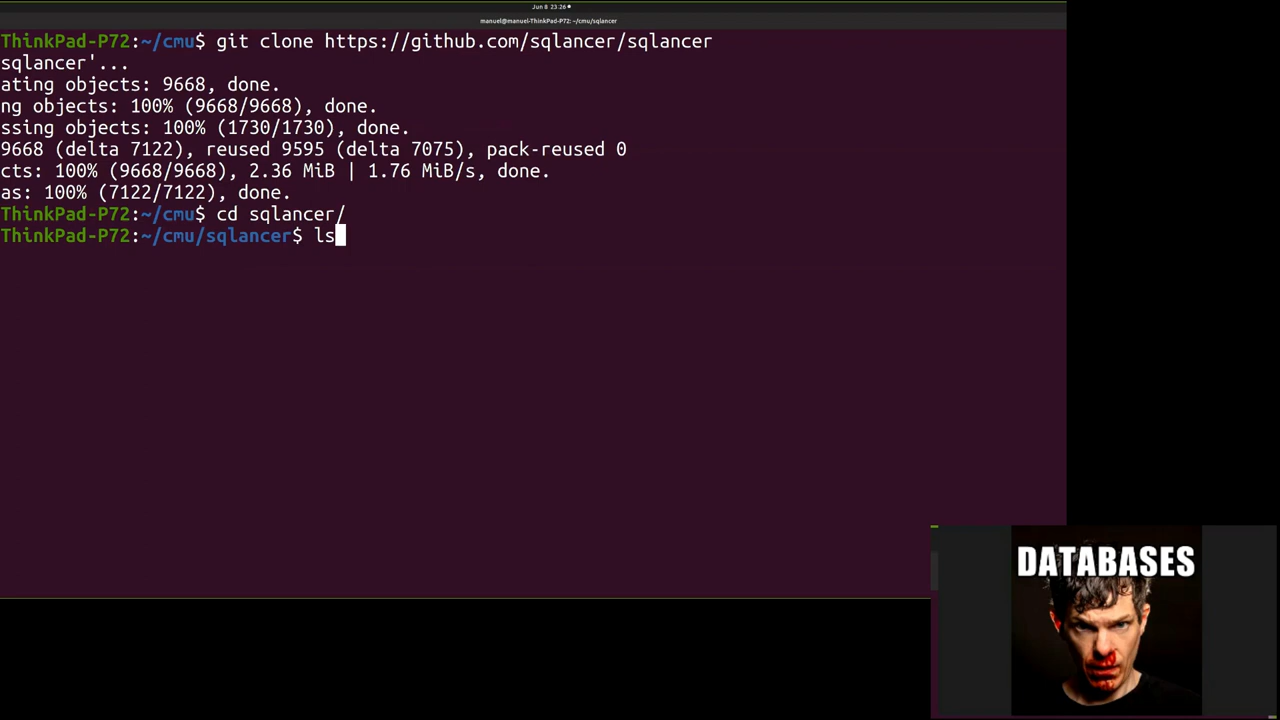 Jun 8 23:26
manuel@manuel-ThinkPad-P72: ~/cmu/sqlancer
ThinkPad-P72:~/cmu$ git clone https://github.com/sqlancer/sqlancer
sqlancer'...
ating objects: 9668, done.
ng objects: 100% (9668/9668), done.
ssing objects: 100% (1730/1730), done.
9668 (delta 7122), reused 9595 (delta 7075), pack-reused 0
cts: 100% (9668/9668), 2.36 MiB | 1.76 MiB/s, done.
as: 100% (7122/7122), done.
ThinkPad-P72:~/cmu$ cd sqlancer/
ThinkPad-P72:~/cmu/sqlancer$ ls
DATABASES